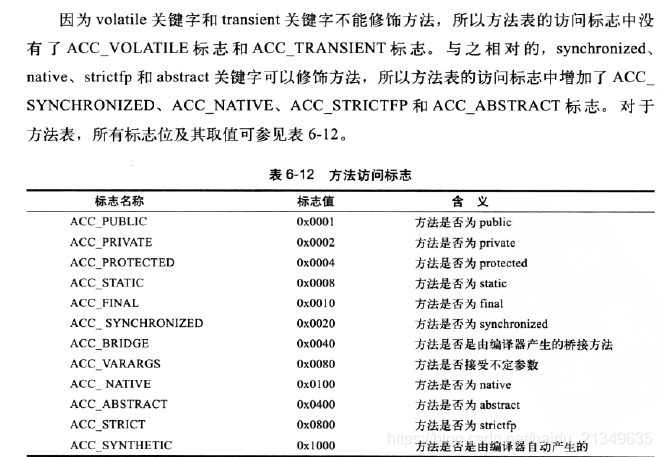 因为 volatile 关键字和 transient 关键字不能修饰方法，所以方法表的访问标志中没
有了 ACC_VOLATILE 标志和 ACC_TRANSIENT 标志。与之相对的，synchronized、
native、strictfp 和 abstract 关键字可以修饰方法，所以方法表的访问标志中增加了 ACC_
SYNCHRONIZED、ACC_NATIVE、ACC_STRICTFP 和 ACC_ABSTRACT 标志。对于
方法表，所有标志位及其取值可参见表 6-12。
表 6-12 方法访问标志
标志名称 标志值 含 义
ACC_PUBLIC 0x0001 方法是否为 public
ACC_PRIVATE 0x0002 方法是否为 private
ACC_PROTECTED 0x0004 方法是否为 protected
ACC_STATIC 0x0008 方法是否为 static
ACC_FINAL 0x0010 方法是否为 final
ACC_ SYNCHRONIZED 0x0020 方法是否为 synchronized
ACC_BRIDGE 0x0040 方法是否是由编译器产生的桥接方法
ACC_VARARGS 0x0080 方法是否接受不定参数
ACC_ NATIVE 0x0100 方法是否为 native
ACC_ABSTRACT 0x0400 方法是否为 abstract
ACC_STRICT 0x0800 方法是否为 strictfp
ACC_SYNTHETIC 0x1000 方法是否是由编译器自动产生的
https://blog.csdn.net/baidu_21349635